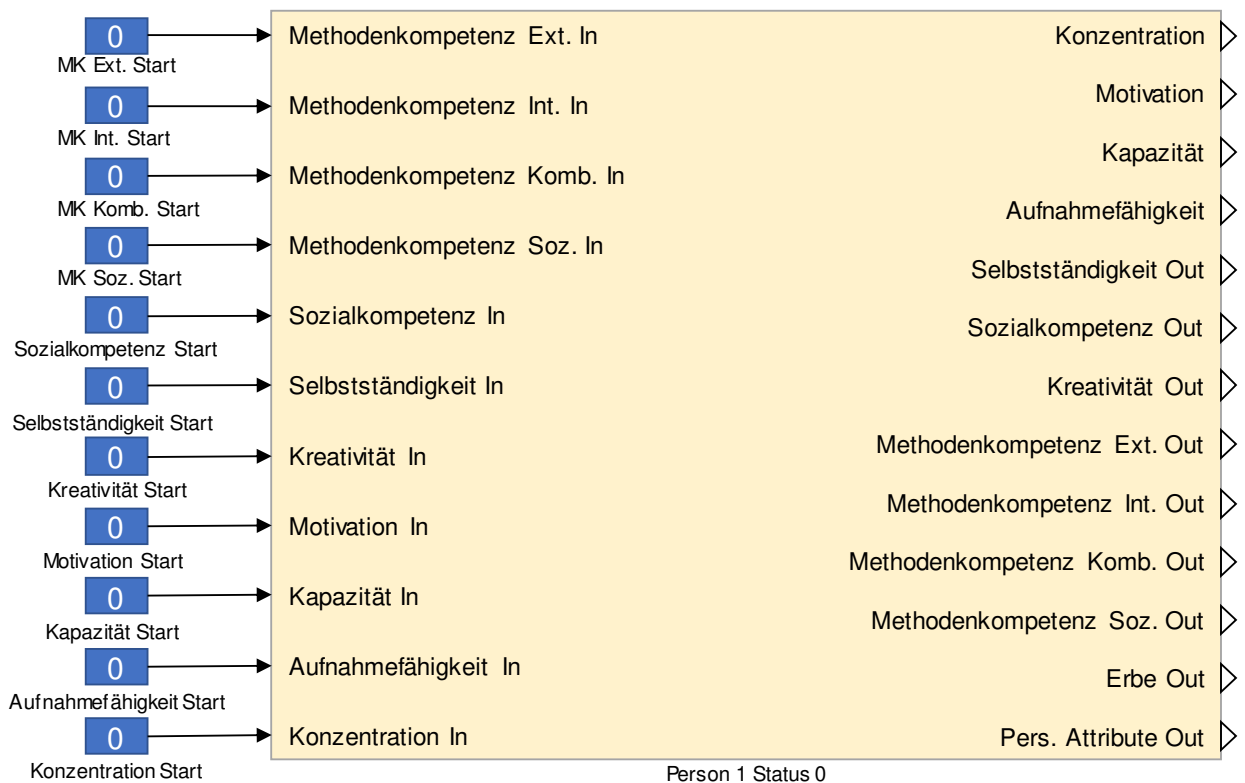 0
MK Ext. Start
0
MK Int. Start
0
MK Komb. Start
0
MK Soz. Start
0
Sozialkompetenz Start
0
Selbstständigkeit Start
0
Kreativität Start
0
Motivation Start
0
Kapazität Start
0
Aufnahmefähigkeit Start
0
Konzentration Start
Methodenkompetenz Ext. In
Methodenkompetenz Int. In
Methodenkompetenz Komb. In
Methodenkompetenz Soz. In
Sozialkompetenz In
Selbstständigkeit In
Kreativität In
Motivation In
Kapazität In
Aufnahmefähigkeit In
Konzentration In
Konzentration
Motivation
Kapazität
Aufnahmefähigkeit
Selbstständigkeit Out
Sozialkompetenz Out
Kreativität Out
Methodenkompetenz Ext. Out
Methodenkompetenz Int. Out
Methodenkompetenz Komb. Out
Methodenkompetenz Soz. Out
Erbe Out
Pers. Attribute Out
Person 1 Status 0